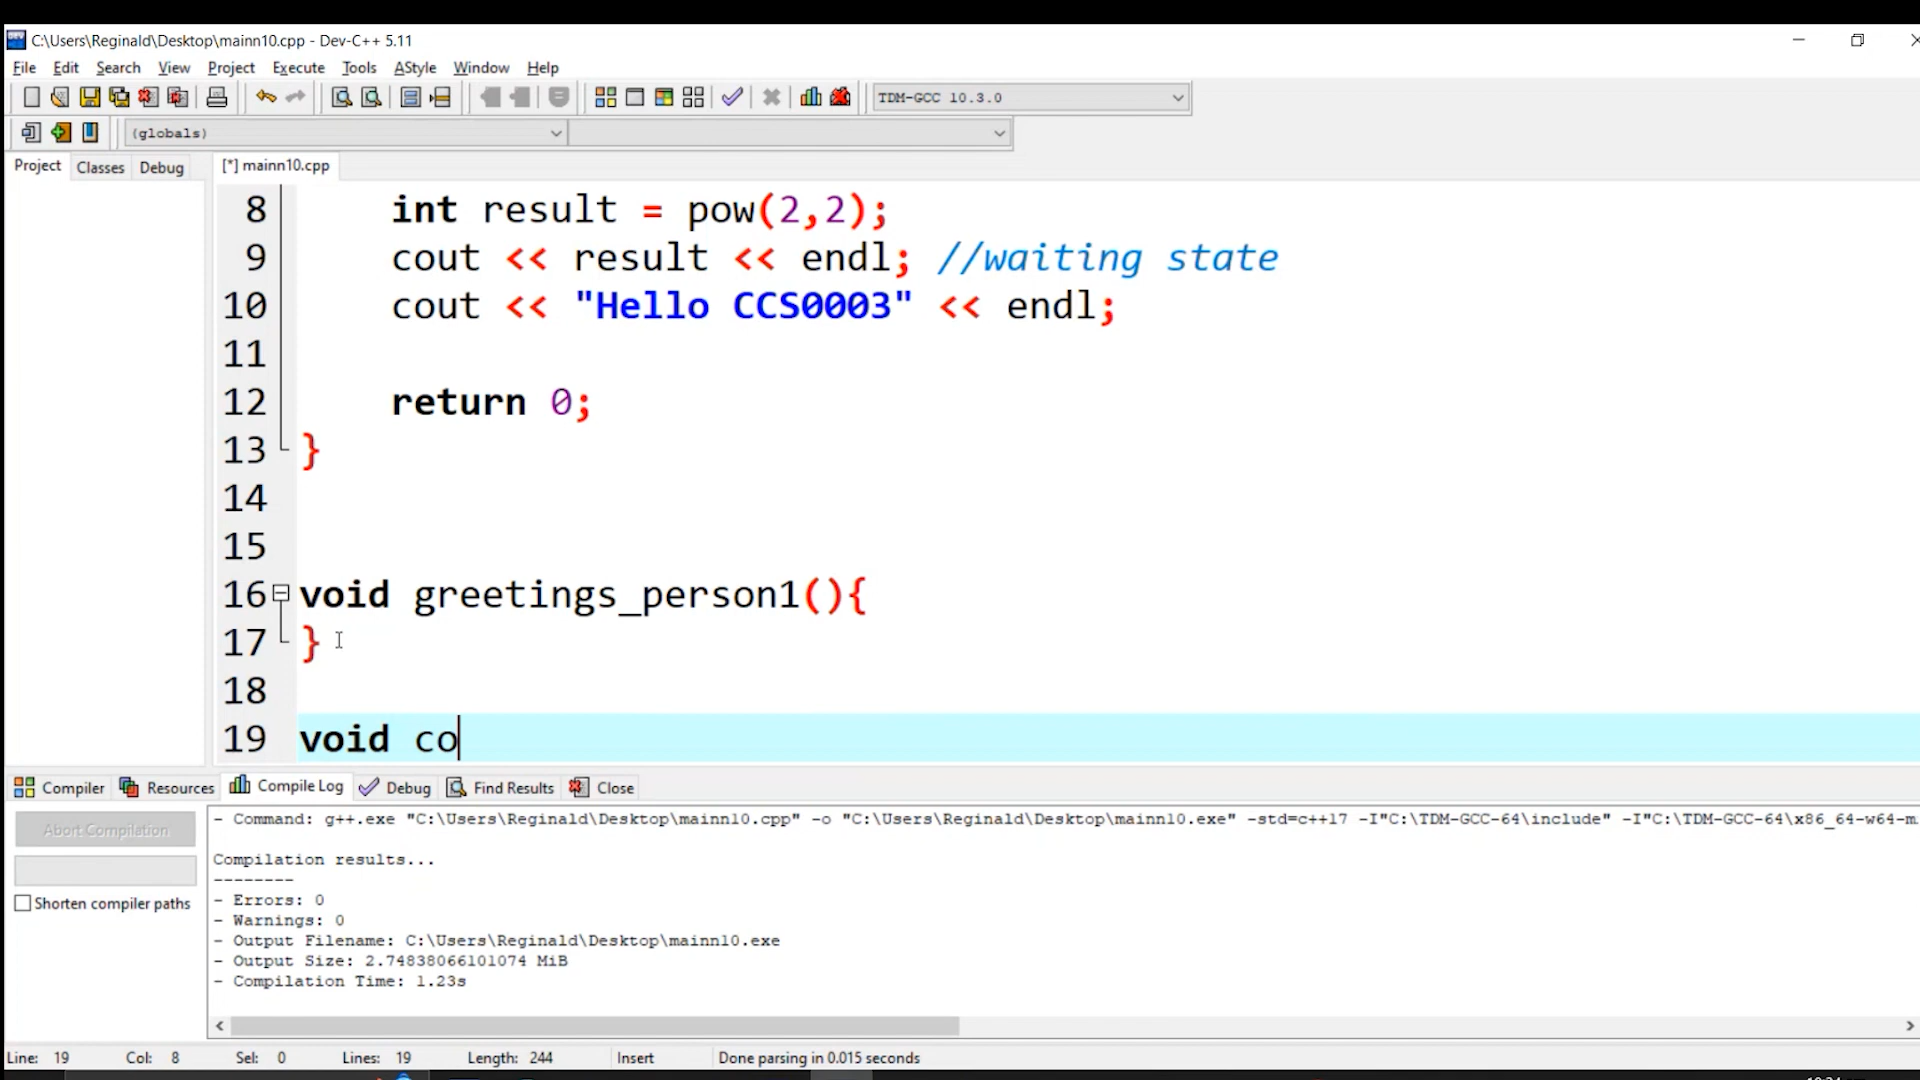 C:\Users\Reginald\Desktop\mainn10.cpp - Dev-C++ 5.11
File Edit Search View Project Execute Tools AStyle Window Help
TDM-GCC 10.3.0
(globals)
Project Classes Debug [*] mainn10.cpp
8 int result = pow(2,2);
9 cout << result << endl; //waiting state
10 cout << "Hello CCS0003" << endl;
11
12 return 0;
13 }
14
15
16 void greetings_person1(){
17 }
18
19 void co
Compiler Resources Compile Log Debug Find Results Close
Abort Compilation
Shorten compiler paths
- Command: g++.exe "C:\Users\Reginald\Desktop\mainn10.cpp" -o "C:\Users\Reginald\Desktop\mainn10.exe" -std=c++17 -I"C:\TDM-GCC-64\include" -I"C:\TDM-GCC-64\x86_64-w64-m
Compilation results...
--------
- Errors: 0
- Warnings: 0
- Output Filename: C:\Users\Reginald\Desktop\mainn10.exe
- Output Size: 2.74838066101074 MiB
- Compilation Time: 1.23s
Line: 19 Col: 8 Sel: 0 Lines: 19 Length: 244 Insert Done parsing in 0.015 seconds